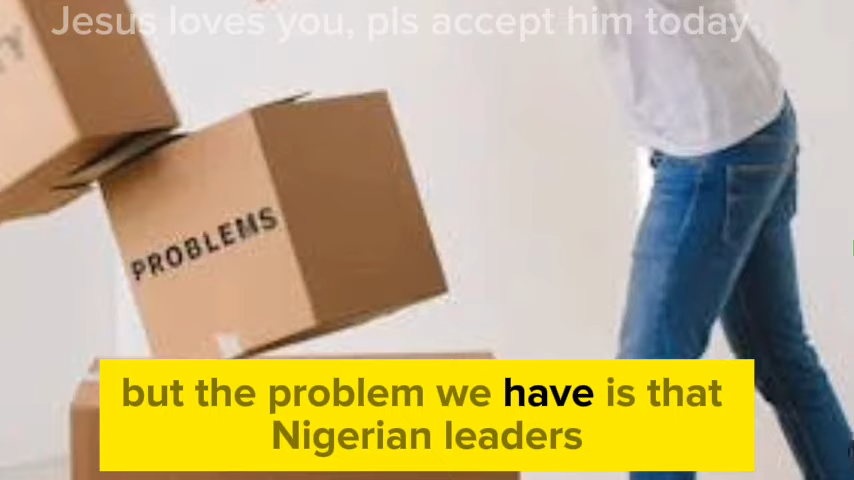 Jesus loves you, pls accept him today
PROBLEMS
but the problem we have is that
Nigerian leaders